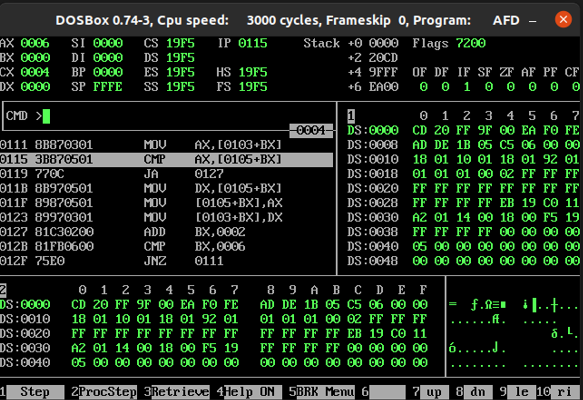 DOSBox 0.74-3, Cpu speed: 3000 cycles, Frameskip 0, Program: AFD
AX 0006 SI 0000 CS 19F5 IP 0115 Stack +0 0000 Flags 7200
BX 0000 DI 0000 DS 19F5 +2 20CD
CX 0004 BP 0000 ES 19F5 HS 19F5 +4 9FFF OF DF IF SF ZF AF PF CF
DX 0000 SP FFFE SS 19F5 FS 19F5 +6 EA00 0 0 1 0 0 0 1 0
CMD >
0004
0111 8B870301 MOV AX,[0103+BX]
0115 3B870501 CMP AX,[0105+BX]
0119 770C JA 0127
011B 8B970501 MOV DX,[0105+BX]
011F 89870501 MOV [0105+BX],AX
0123 89970301 MOV [0103+BX],DX
0127 81C30200 ADD BX,0002
012B 81FB0600 CMP BX,0006
012F 75E0 JNZ 0111
1 0 1 2 3 4 5 6 7
DS:0000 CD 20 FF 9F 00 EA F0 FE
DS:0008 AD DE 1B 05 C5 06 00 00
DS:0010 18 01 10 01 18 01 92 01
DS:0018 01 01 01 00 02 FF FF FF
DS:0020 FF FF FF FF FF FF FF FF
DS:0028 FF FF FF FF EB 19 C0 11
DS:0030 A2 01 14 00 18 00 F5 19
DS:0038 FF FF FF FF 00 00 00 00
DS:0040 05 00 00 00 00 00 00 00
DS:0048 00 00 00 00 00 00 00 00
2 0 1 2 3 4 5 6 7 8 9 A B C D E F
DS:0000 CD 20 FF 9F 00 EA F0 FE AD DE 1B 05 C5 06 00 00
DS:0010 18 01 10 01 18 01 92 01 01 01 01 00 02 FF FF FF
DS:0020 FF FF FF FF FF FF FF FF FF FF FF FF EB 19 C0 11
DS:0030 A2 01 14 00 18 00 F5 19 FF FF FF FF 00 00 00 00
DS:0040 05 00 00 00 00 00 00 00 00 00 00 00 00 00 00 00
1 Step 2 ProcStep 3 Retrieve 4 Help ON 5 BRK Menu 6 7 up 8 dn 9 le 10 ri